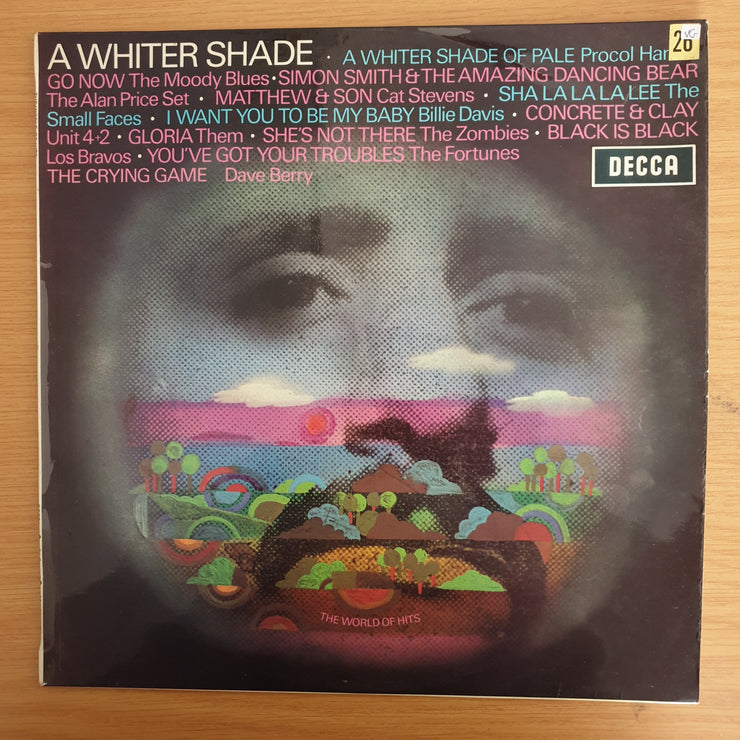 A WHITER SHADE · A WHITER SHADE OF PALE Procol
GO NOW The Moody Blues · SIMON SMITH & THE AMAZING DANCING BEAR
The Alan Price Set · MATTHEW & SON Cat Stevens · SHA LA LA LA LEE The
Small Faces · I WANT YOU TO BE MY BABY Billie Davis · CONCRETE & CLAY
Unit 4+2 · GLORIA Them · SHE'S NOT THERE The Zombies · BLACK IS BLACK
Los Bravos · YOU'VE GOT YOUR TROUBLES The Fortunes
THE CRYING GAME Dave Berry
DECCA
VG-
26
THE WORLD OF HITS